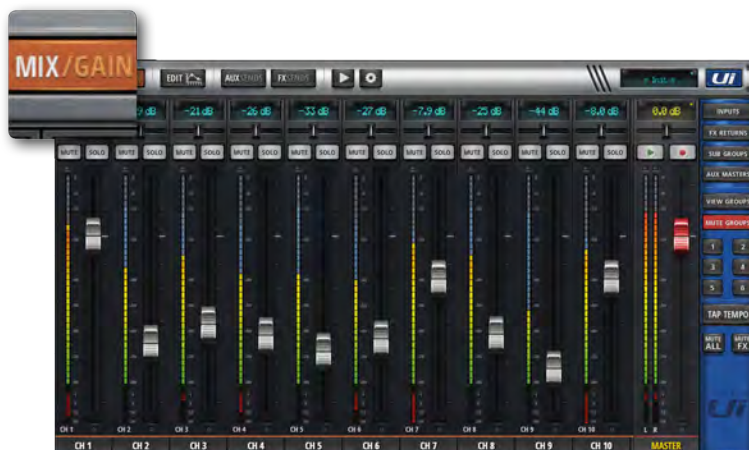 MIX/GAIN
EDIT AUX SENDS FX SENDS Ui
-21 dB -26 dB -33 dB -27 dB -7.9 dB -25 dB -44 dB -8.0 dB 0.0 dB INPUTS
FX RETURNS
MUTE SOLO MUTE SOLO MUTE SOLO MUTE SOLO MUTE SOLO MUTE SOLO MUTE SOLO MUTE SOLO MUTE SOLO MUTE SOLO SUB GROUPS
AUX MASTERS
VIEW GROUPS
MUTE GROUPS
1 2
3 4
5 6
TAP TEMPO
MUTE ALL MUTE FX
Ui
CH 1 CH 2 CH 3 CH 4 CH 5 CH 6 CH 7 CH 8 CH 9 CH 10 L R
CH 1 CH 2 CH 3 CH 4 CH 5 CH 6 CH 7 CH 8 CH 9 CH 10 MASTER